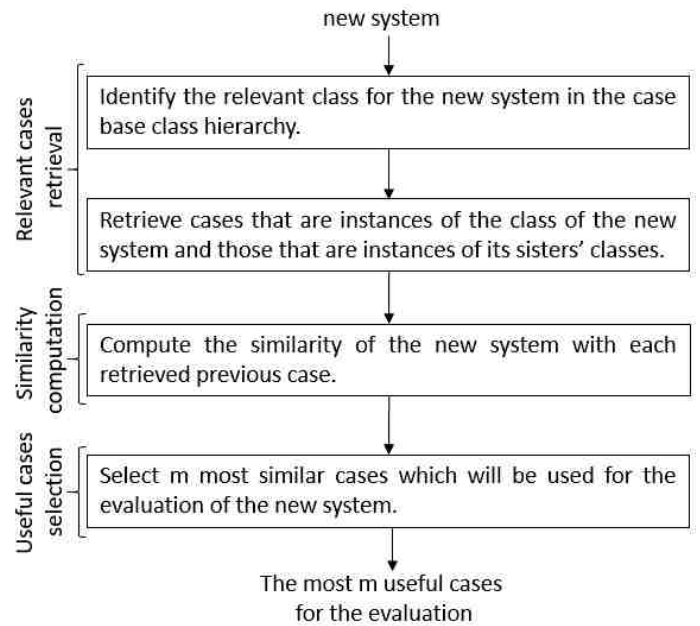 new system
Relevant cases
retrieval
Identify the relevant class for the new system in the case
base class hierarchy.
Retrieve cases that are instances of the class of the new
system and those that are instances of its sisters’ classes.
Similarity
computation
Compute the similarity of the new system with each
retrieved previous case.
Useful cases
selection
Select m most similar cases which will be used for the
evaluation of the new system.
The most m useful cases
for the evaluation